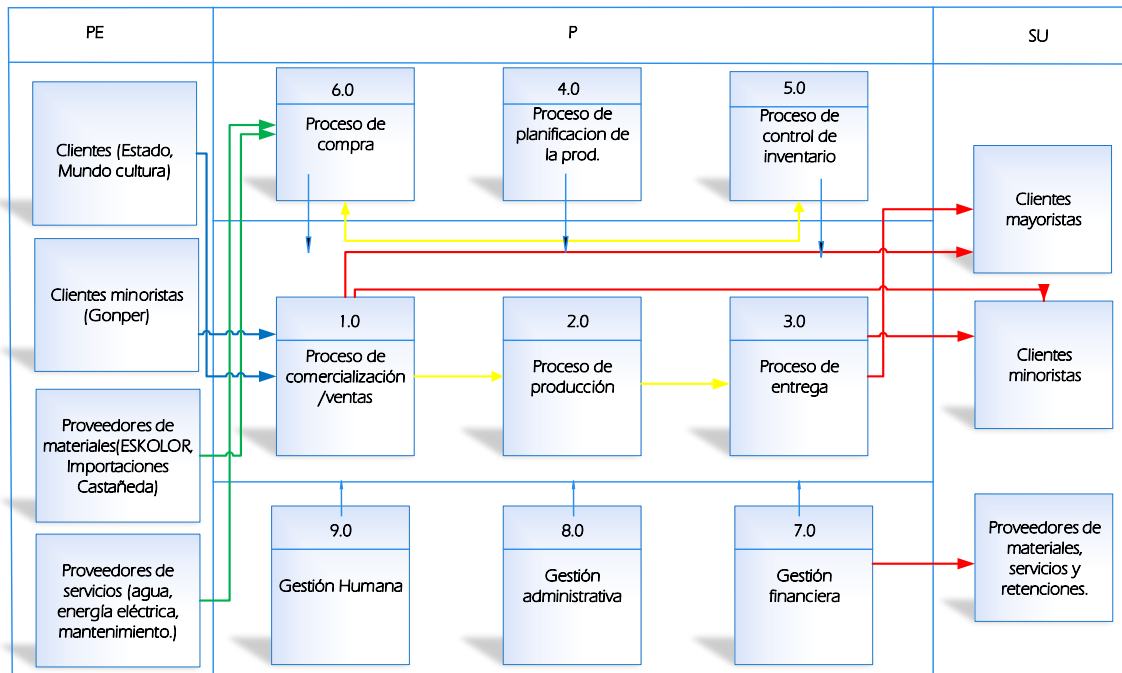 PE
P
SU
Clientes (Estado,
Mundo cultura)
Clientes minoristas
(Gonper)
Proveedores de
materiales(ESKOLOR,
Importaciones
Castañeda)
Proveedores de
servicios (agua,
energía eléctrica,
mantenimiento.)
6.0
Proceso de
compra
4.0
Proceso de
planificacion de
la prod.
5.0
Proceso de
control de
inventario
1.0
Proceso de
comercialización
/ventas
2.0
Proceso de
producción
3.0
Proceso de
entrega
9.0
Gestión Humana
8.0
Gestión
administrativa
7.0
Gestión
financiera
Clientes
mayoristas
Clientes
minoristas
Proveedores de
materiales,
servicios y
retenciones.